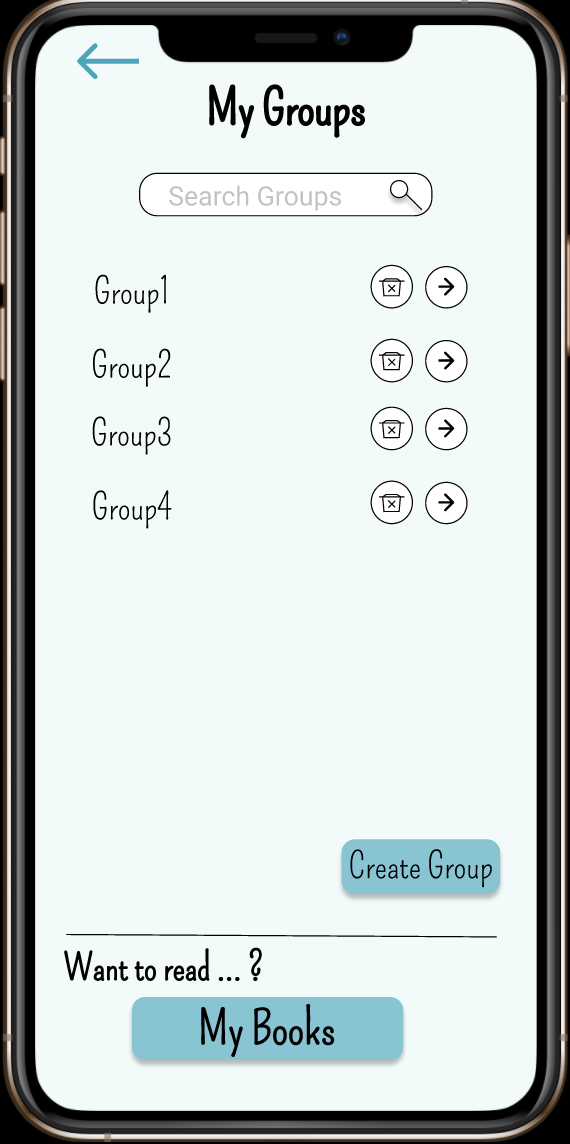 My Groups
Search Groups
Group1
Group2
Group3
Group4
Create Group
Want to read ... ?
My Books